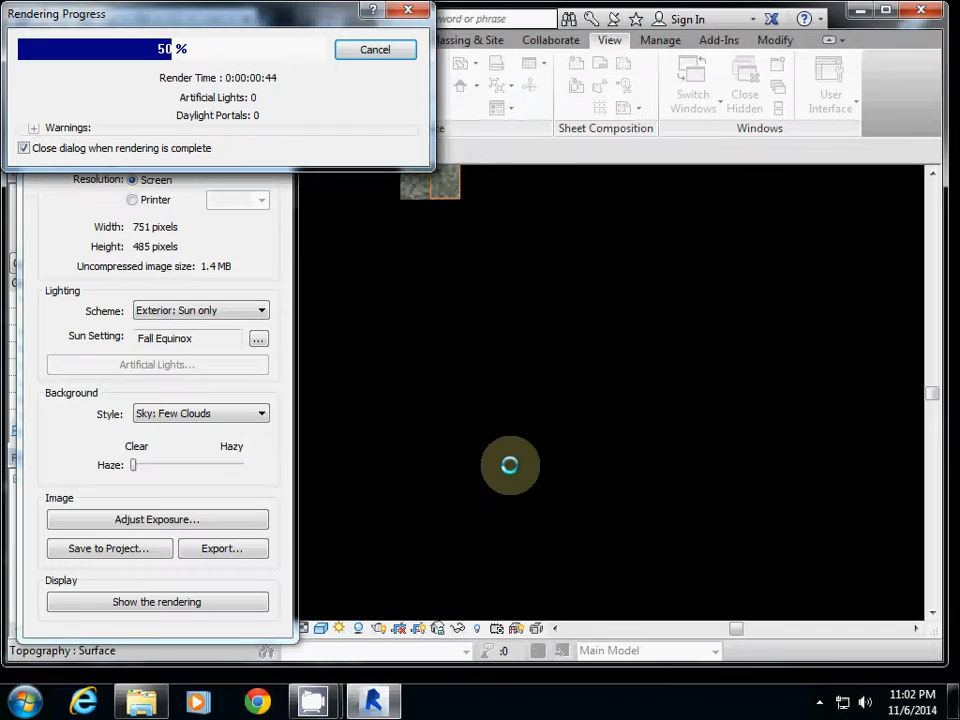 Rendering Progress
50 %
Cancel
Render Time : 0:00:00:44
Artificial Lights: 0
Daylight Portals: 0
Warnings:
Close dialog when rendering is complete
word or phrase
Sign In
assing & Site Collaborate View Manage Add-Ins Modify
Switch Windows
Close Hidden
User Interface
Sheet Composition
Windows
Resolution: Screen
Printer
Width: 751 pixels
Height: 485 pixels
Uncompressed image size: 1.4 MB
Lighting
Scheme: Exterior: Sun only
Sun Setting: Fall Equinox
...
Artificial Lights...
Background
Style: Sky: Few Clouds
Clear Hazy
Haze:
Image
Adjust Exposure...
Save to Project... Export...
Display
Show the rendering
Topography : Surface
:0
Main Model
11:02 PM
11/6/2014